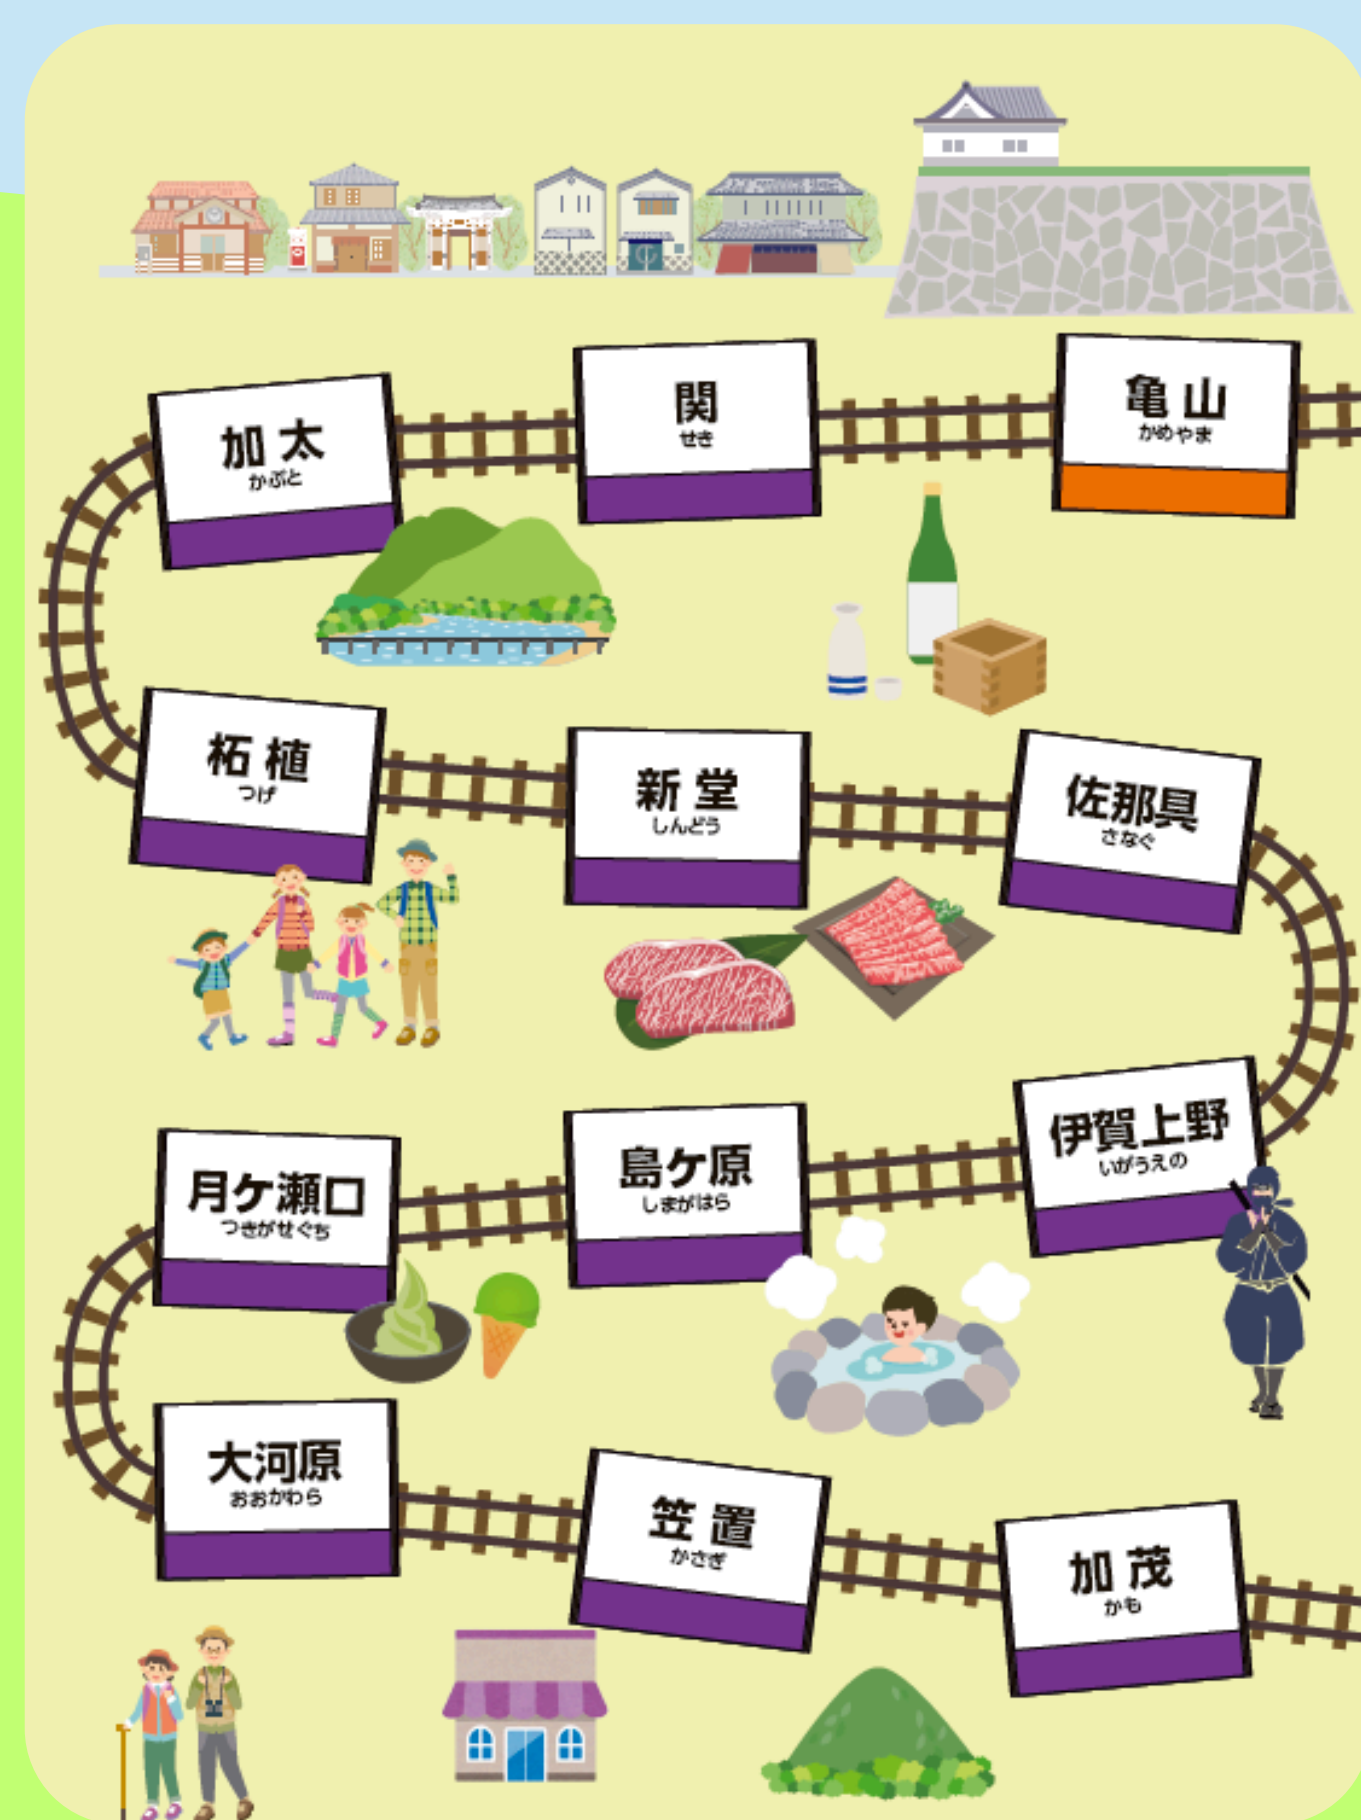 加太
かぶと
関
せき
亀山
かめやま
柘植
つげ
新堂
しんどう
佐那具
さなぐ
月ケ瀬口
つきがせぐち
島ケ原
しまがはら
伊賀上野
いがうえの
大河原
おおかわら
笠置
かさぎ
加茂
かも